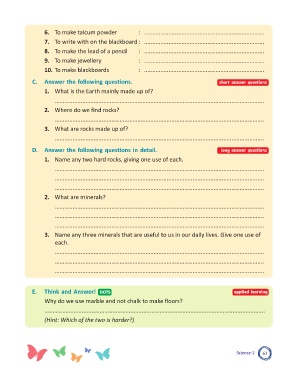 6. To make talcum powder : ............................................................
7. To write with on the blackboard : ............................................................
8. To make the lead of a pencil : ............................................................
9. To make jewellery : ............................................................
10. To make blackboards : ............................................................
C. Answer the following questions. short answer questions
1. What is the Earth mainly made up of?
2. Where do we find rocks?
3. What are rocks made up of?
D. Answer the following questions in detail. long answer questions
1. Name any two hard rocks, giving one use of each.
2. What are minerals?
3. Name any three minerals that are useful to us in our daily lives. Give one use of
each.
E. Think and Answer! HOTS applied learning
Why do we use marble and not chalk to make floors?
(Hint: Which of the two is harder?)
Science-2